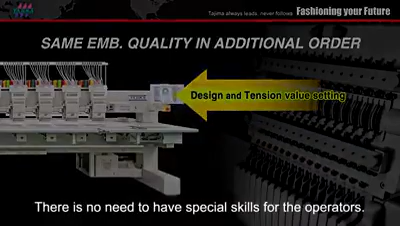 Tajima always leads, never follows Fashioning your Future
SAME EMB. QUALITY IN ADDITIONAL ORDER
Design and Tension value setting
There is no need to have special skills for the operators.